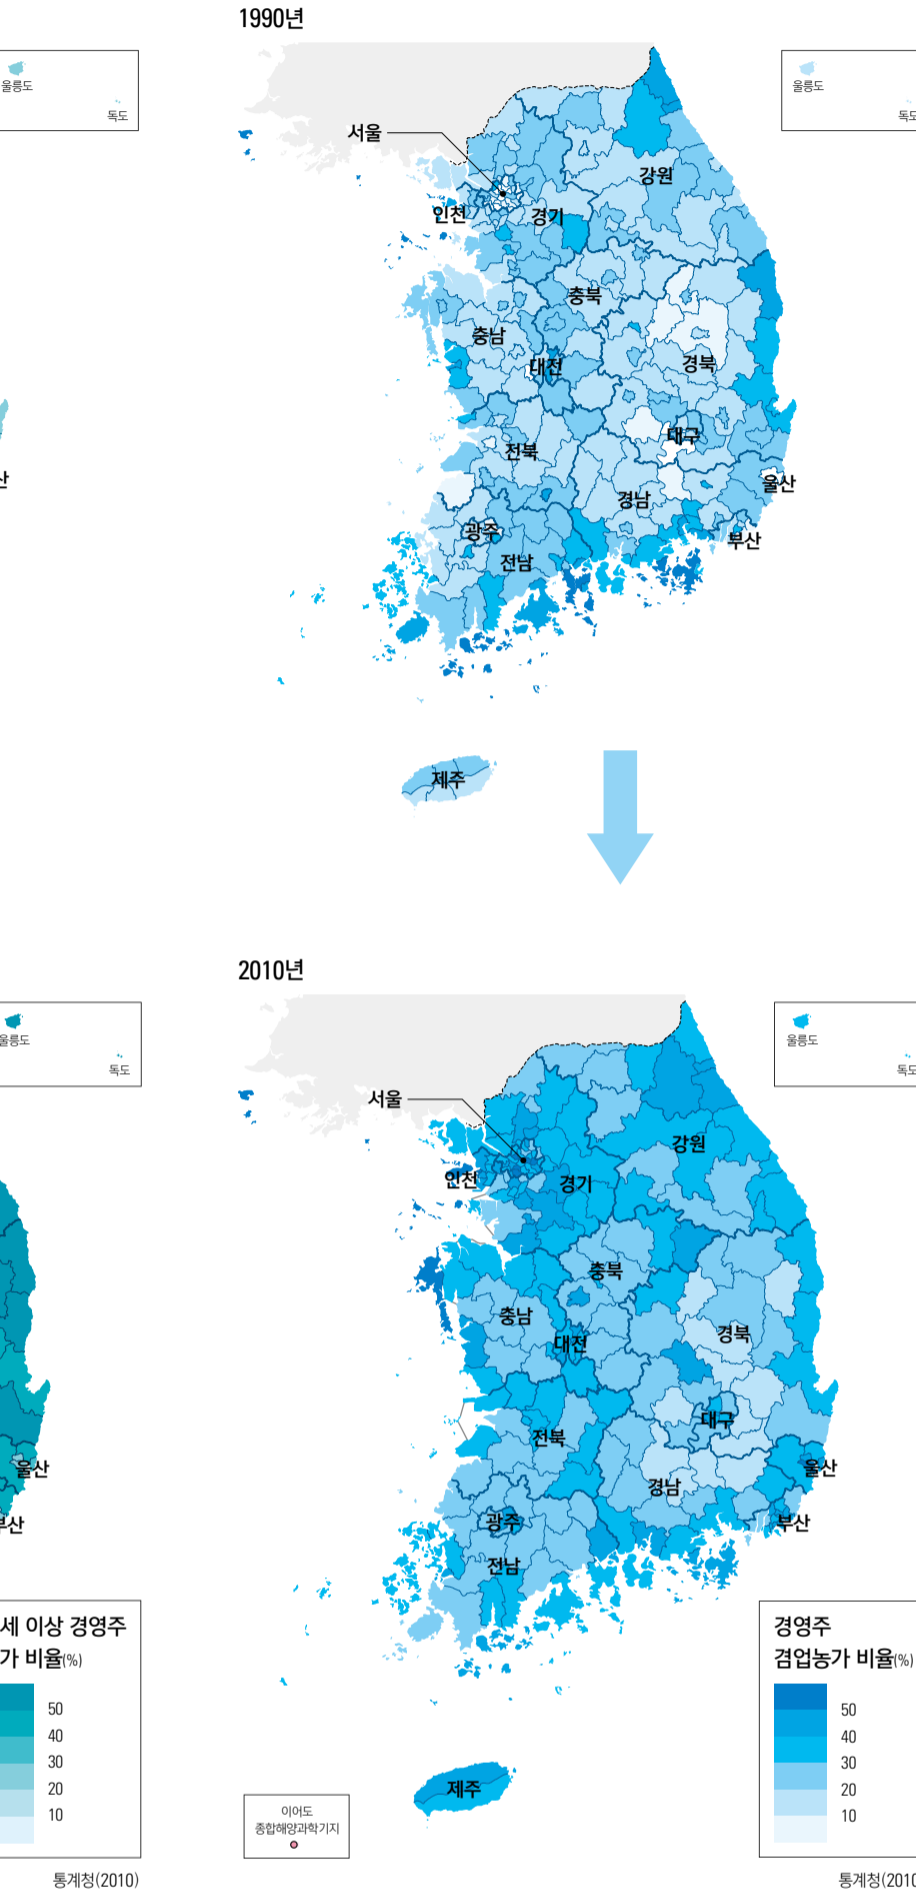 1990년
울릉도
독도
울릉도
독도
서울
강원
인천
경기
충북
충남
대전
경북
전북
대구
경남
울산
광주
부산
전남
제주
산
2010년
울릉도
독도
울릉도
독도
서울
강원
인천
경기
충북
충남
대전
경북
전북
대구
경남
울산
광주
부산
전남
제주
울산
부산
세 이상 경영주
가 비율(%)
50
40
30
20
10
통계청(2010)
이어도
종합해양과학기지
경영주
겸업농가 비율(%)
50
40
30
20
10
통계청(2010